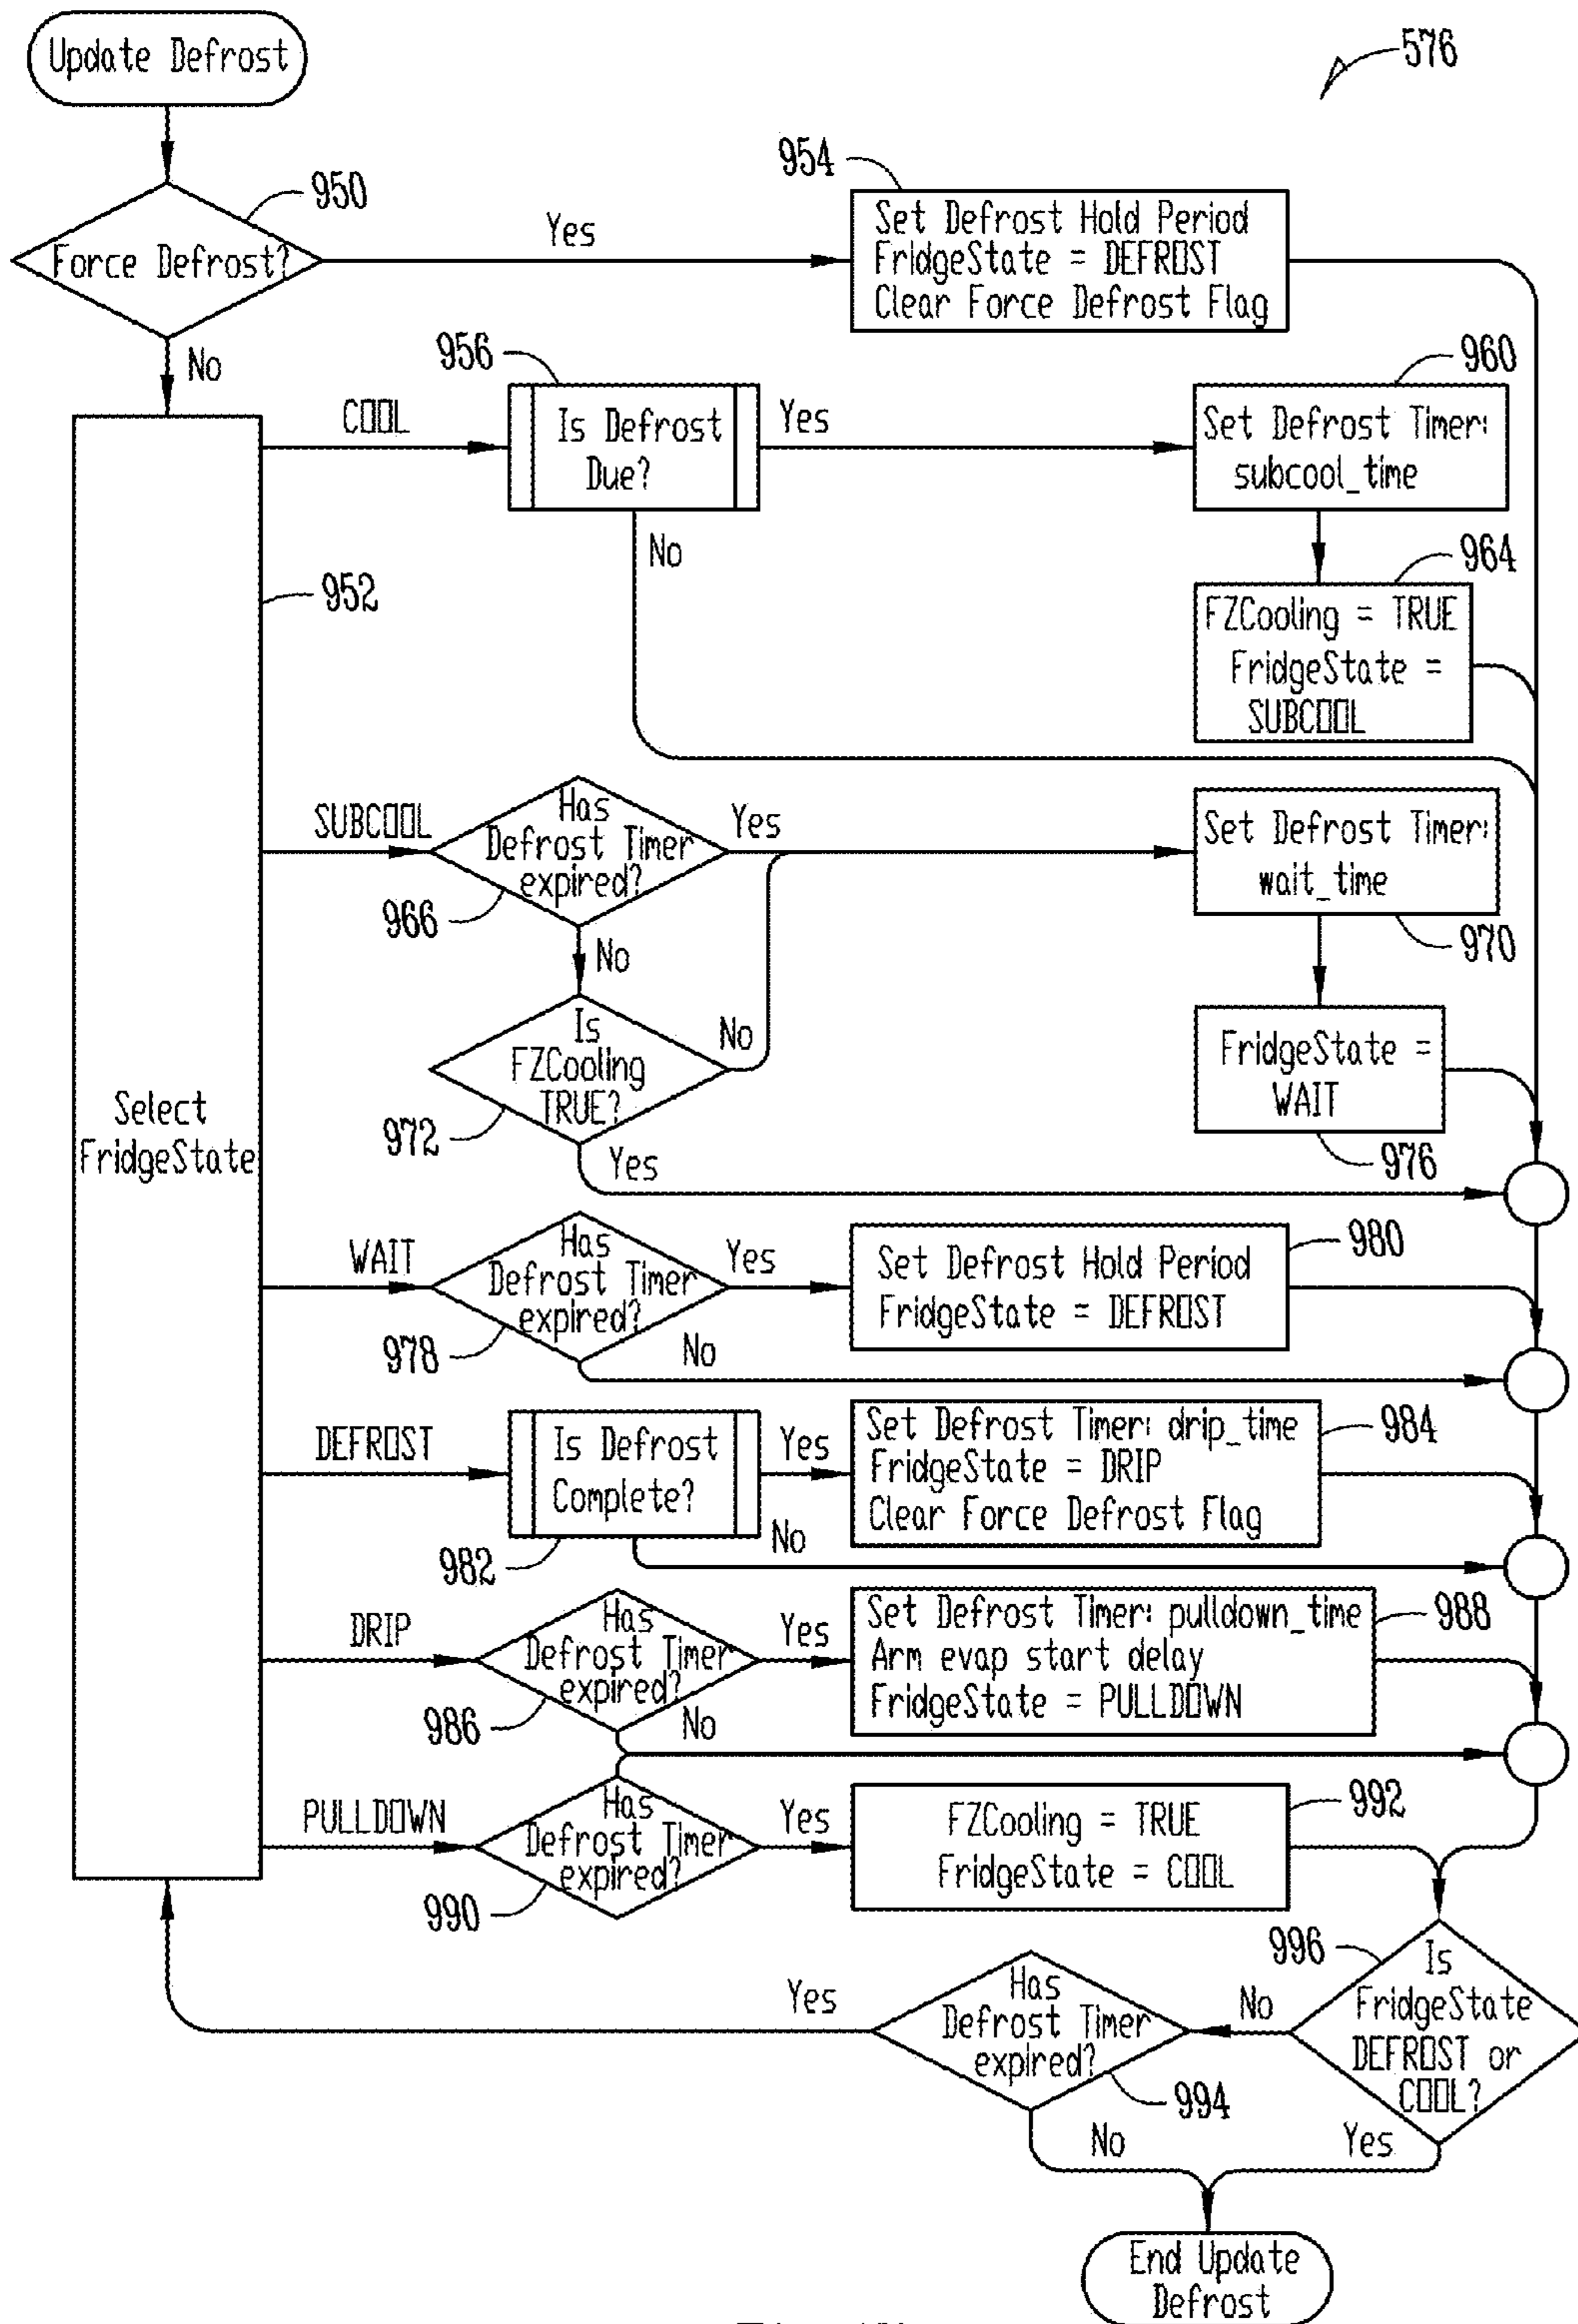 Update Defrost
576
950
Force Defrost?
Yes
954
Set Defrost Hold Period
FridgeState = DEFROST
Clear Force Defrost Flag
No
952
Select
FridgeState
COOL
956
Is Defrost
Due?
Yes
No
960
Set Defrost Timer:
subcool_time
964
FZCooling = TRUE
FridgeState =
SUBCOOL
SUBCOOL
Has
Defrost Timer
expired?
966
Yes
No
Set Defrost Timer:
wait_time
970
Is
FZCooling
TRUE?
972
No
Yes
FridgeState =
WAIT
976
WAIT
Has
Defrost Timer
expired?
978
Yes
No
980
Set Defrost Hold Period
FridgeState = DEFROST
DEFROST
Is Defrost
Complete?
982
Yes
No
984
Set Defrost Timer: drip_time
FridgeState = DRIP
Clear Force Defrost Flag
DRIP
Has
Defrost Timer
expired?
986
Yes
No
988
Set Defrost Timer: pulldown_time
Arm evap start delay
FridgeState = PULLDOWN
PULLDOWN
Has
Defrost Timer
expired?
990
Yes
992
FZCooling = TRUE
FridgeState = COOL
996
Is
FridgeState
DEFROST or
COOL?
No
Yes
Has
Defrost Timer
expired?
994
Yes
No
End Update
Defrost